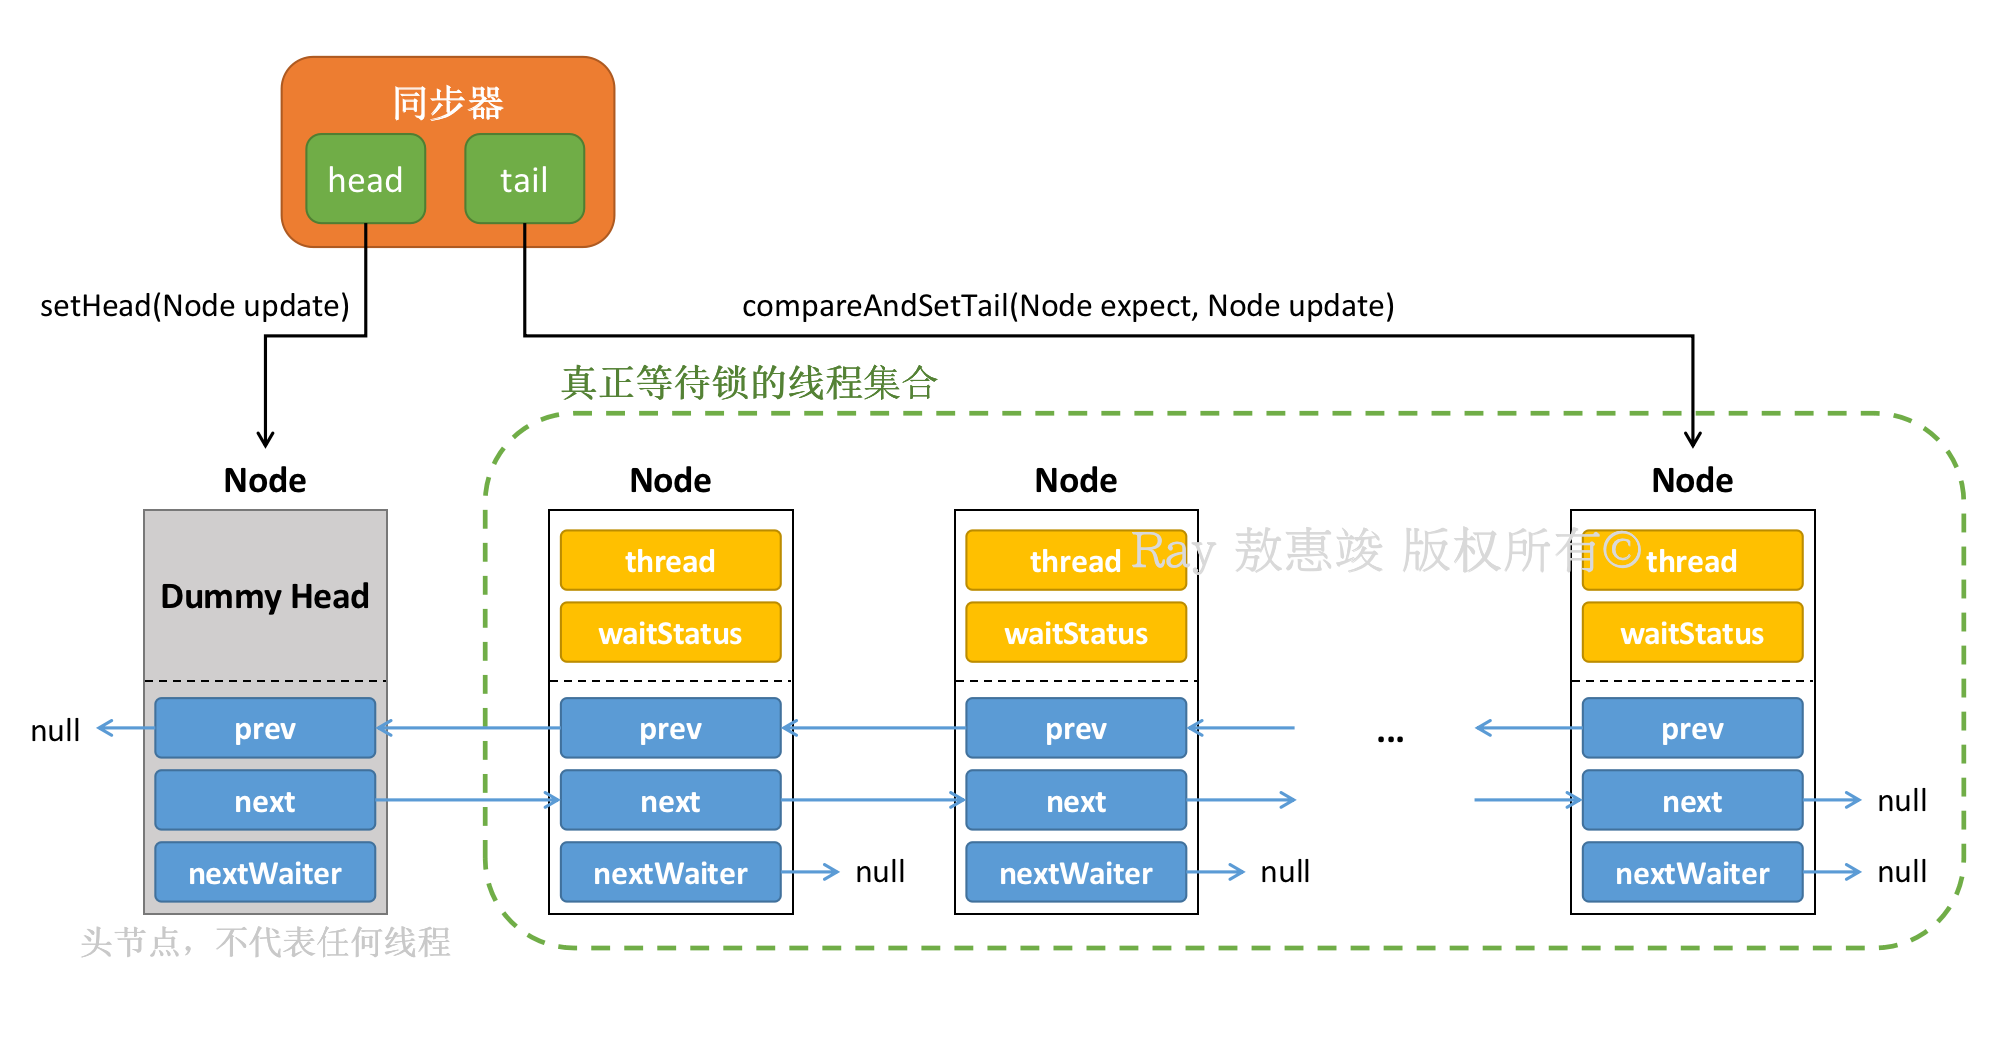 同步器
head
tail
setHead(Node update)
compareAndSetTail(Node expect, Node update)
真正等待锁的线程集合
Node
Node
Node
Node
Dummy Head
thread
thread
thread
Ray 敖惠竣 版权所有©
waitStatus
waitStatus
waitStatus
null
prev
prev
prev
...
prev
next
next
next
next
null
nextWaiter
nextWaiter
null
nextWaiter
null
nextWaiter
null
头节点，不代表任何线程